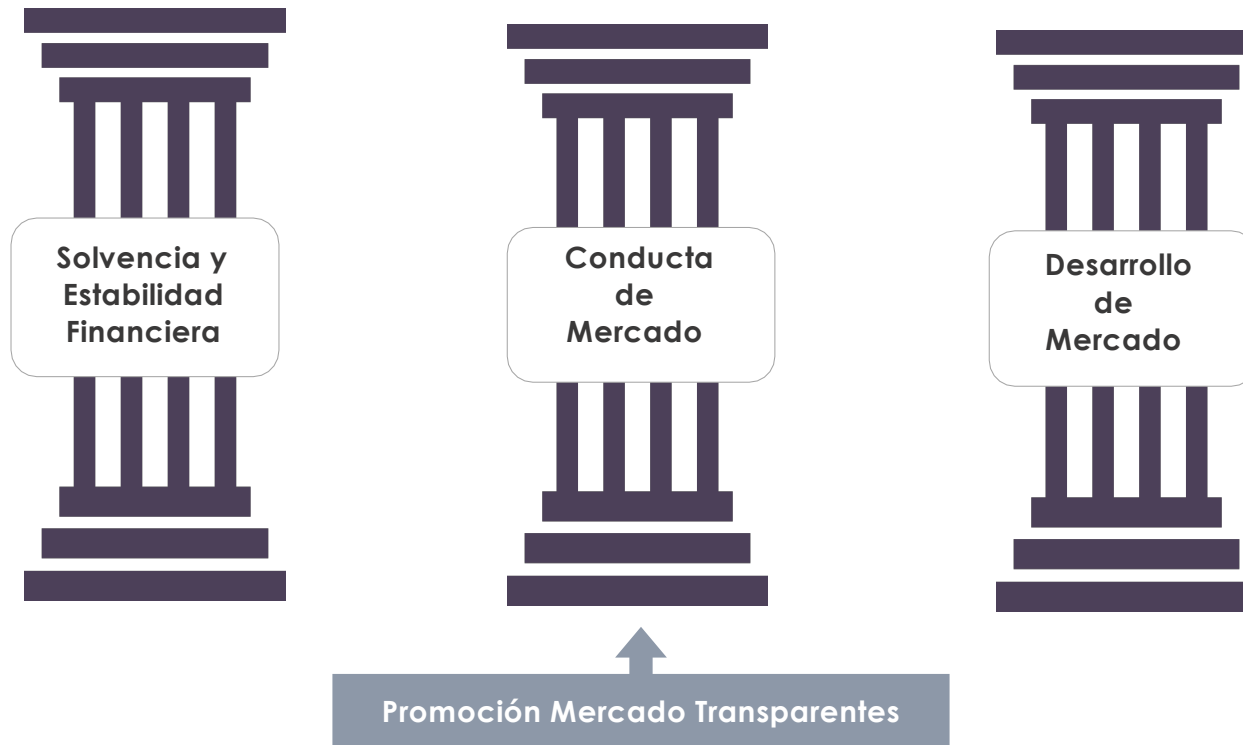 Solvencia y
Estabilidad
Financiera
Conducta
de
Mercado
Desarrollo
de
Mercado
Promoción Mercado Transparentes